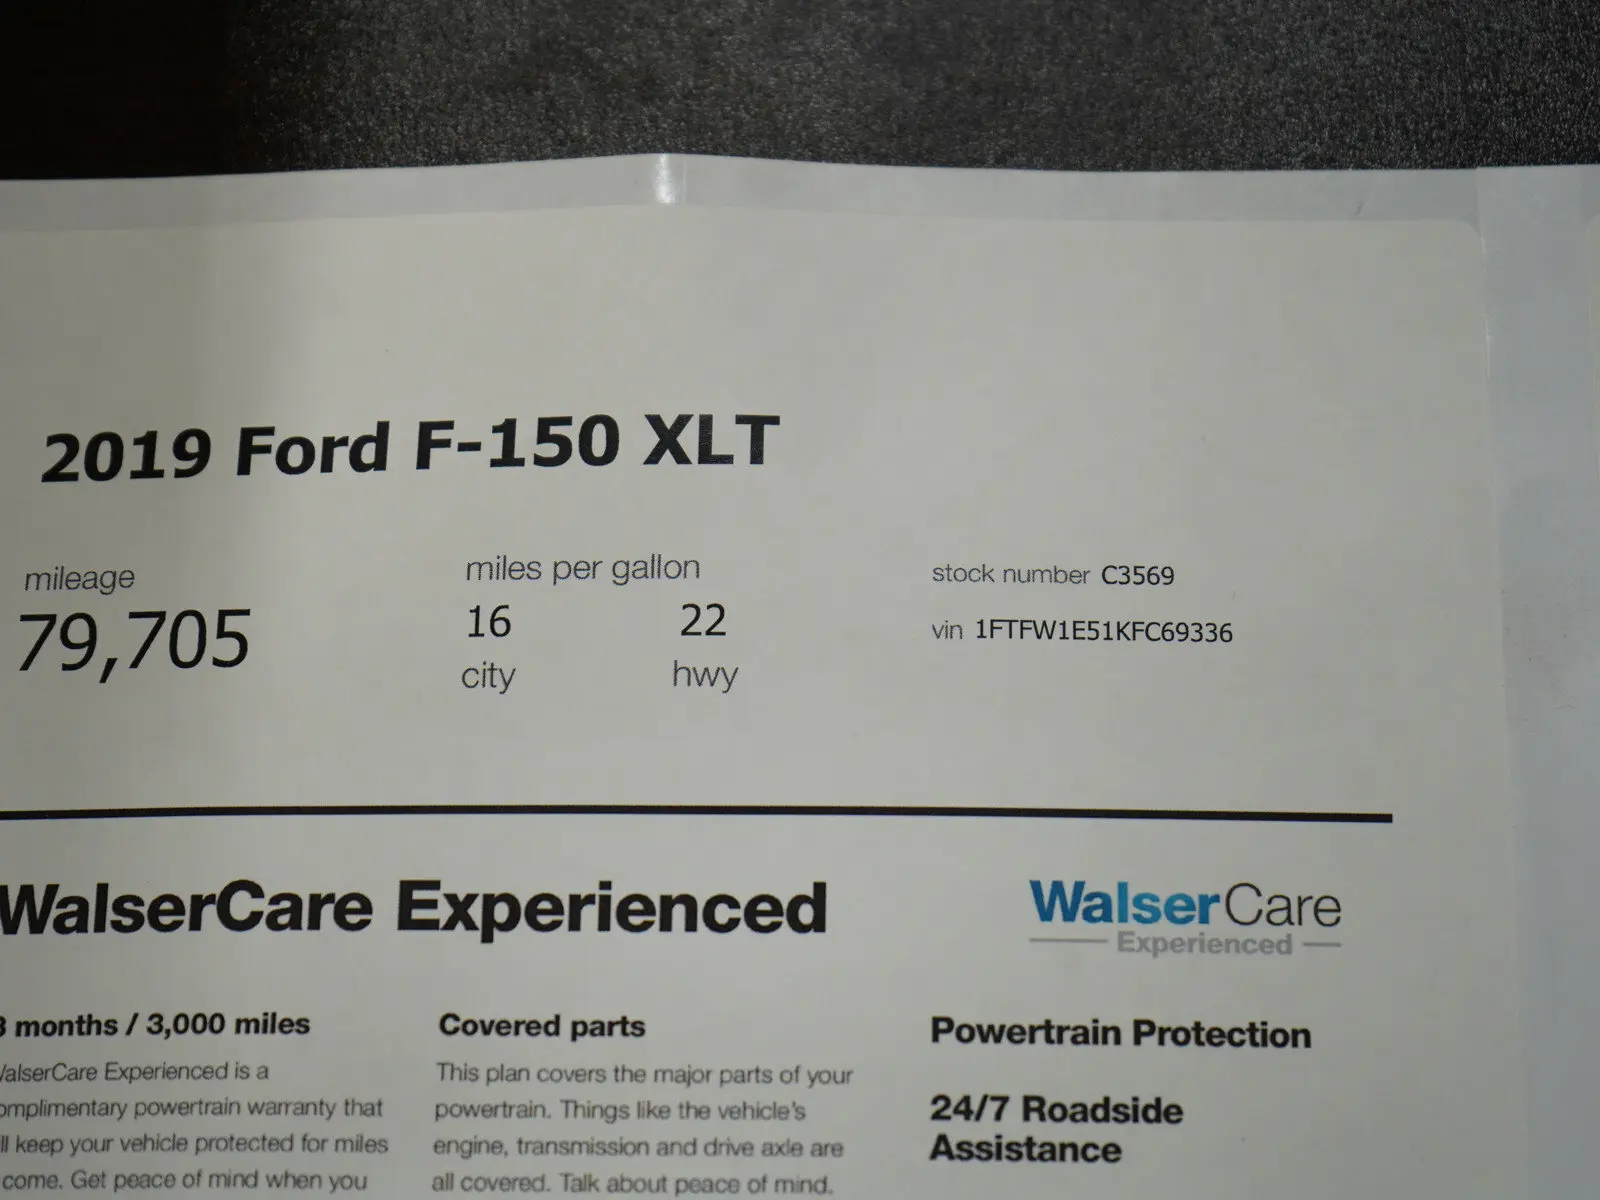 2019 Ford F-150 XLT
mileage
79,705
miles per gallon
16 22
city hwy
stock number C3569
vin 1FTFW1E51KFC69336
WalserCare Experienced
WalserCare
Experienced
3 months / 3,000 miles
WalserCare Experienced is a
complimentary powertrain warranty that
keep your vehicle protected for miles
come. Get peace of mind when you
Covered parts
This plan covers the major parts of your
powertrain. Things like the vehicle's
engine, transmission and drive axle are
all covered. Talk about peace of mind.
Powertrain Protection
24/7 Roadside
Assistance